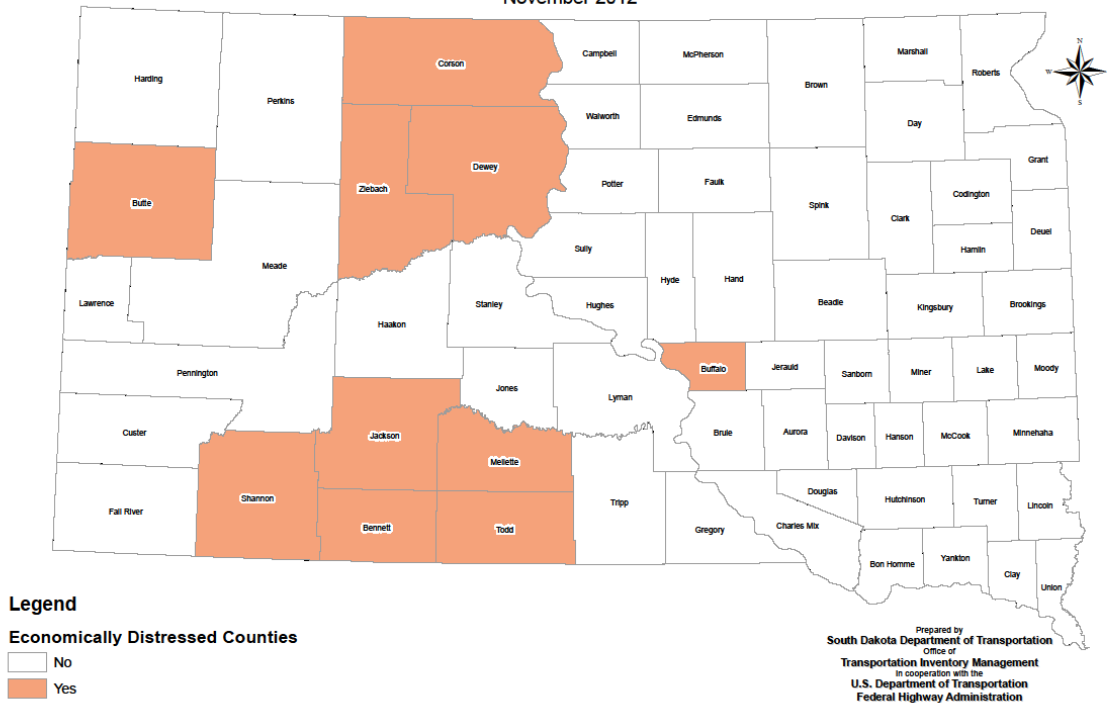 November 2012
Harding
Perkins
Corson
Campbell
McPherson
Brown
Marshall
Roberts
N
W
S
Walworth
Edmunds
Day
Grant
Butte
Ziebach
Dewey
Potter
Faulk
Spink
Clark
Codington
Deuel
Hamlin
Meade
Sully
Hyde
Hand
Lawrence
Haakon
Stanley
Hughes
Beadle
Kingsbury
Brookings
Pennington
Jones
Lyman
Buffalo
Jerauld
Sanborn
Miner
Lake
Moody
Custer
Jackson
Mellette
Brule
Aurora
Davison
Hanson
McCook
Minnehaha
Fall River
Shannon
Bennett
Todd
Tripp
Gregory
Douglas
Charles Mix
Hutchinson
Turner
Lincoln
Bon Homme
Yankton
Clay
Union
Legend
Economically Distressed Counties
No
Yes
Prepared by
South Dakota Department of Transportation
Office of
Transportation Inventory Management
in cooperation with the
U.S. Department of Transportation
Federal Highway Administration